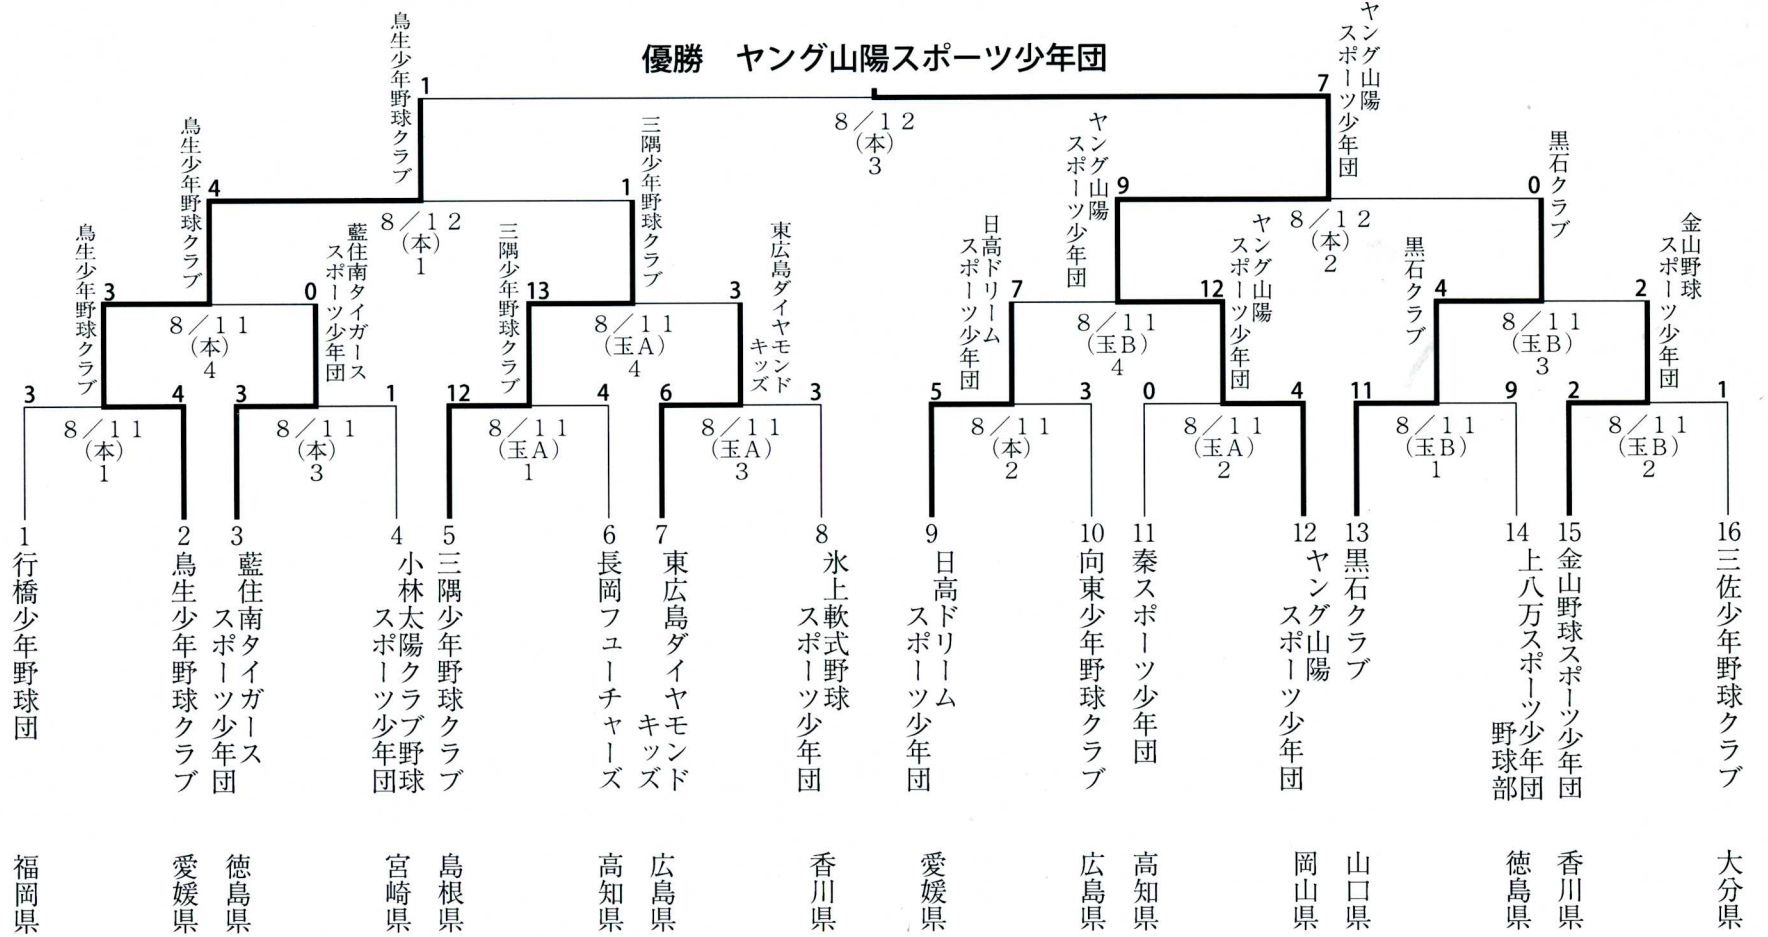 優勝　ヤング山陽スポーツ少年団
鳥生少年野球クラブ
1
7
ヤング山陽
スポーツ少年団
8／12
(本)
3
鳥生少年野球クラブ
4
1
三隅少年野球クラブ
8／12
(本)
1
ヤング山陽
スポーツ少年団
9
0
黒石クラブ
8／12
(本)
2
鳥生少年野球クラブ
3
0
藍住南タイガース
スポーツ少年団
8／11
(本)
4
三隅少年野球クラブ
13
3
東広島ダイヤモンド
キッズ
8／11
(玉A)
4
日高ドリーム
スポーツ少年団
7
12
ヤング山陽
スポーツ少年団
8／11
(玉B)
4
黒石クラブ
4
2
金山野球
スポーツ少年団
8／11
(玉B)
3
3
4
8／11
(本)
1
3
1
8／11
(本)
3
12
4
8／11
(玉A)
1
6
3
8／11
(玉A)
3
5
3
8／11
(本)
2
0
4
8／11
(玉A)
2
11
9
8／11
(玉B)
1
2
1
8／11
(玉B)
2
1
行橋少年野球団
福岡県
2
鳥生少年野球クラブ
愛媛県
3
藍住南タイガース
スポーツ少年団
徳島県
4
小林太陽クラブ野球
スポーツ少年団
宮崎県
5
三隅少年野球クラブ
島根県
6
長岡フューチャーズ
高知県
7
東広島ダイヤモンド
キッズ
広島県
8
氷上軟式野球
スポーツ少年団
香川県
9
日高ドリーム
スポーツ少年団
愛媛県
10
向東少年野球クラブ
広島県
11
秦スポーツ少年団
高知県
12
ヤング山陽
スポーツ少年団
岡山県
13
黒石クラブ
山口県
14
上八万スポーツ少年団
野球部
徳島県
15
金山野球スポーツ少年団
香川県
16
三佐少年野球クラブ
大分県